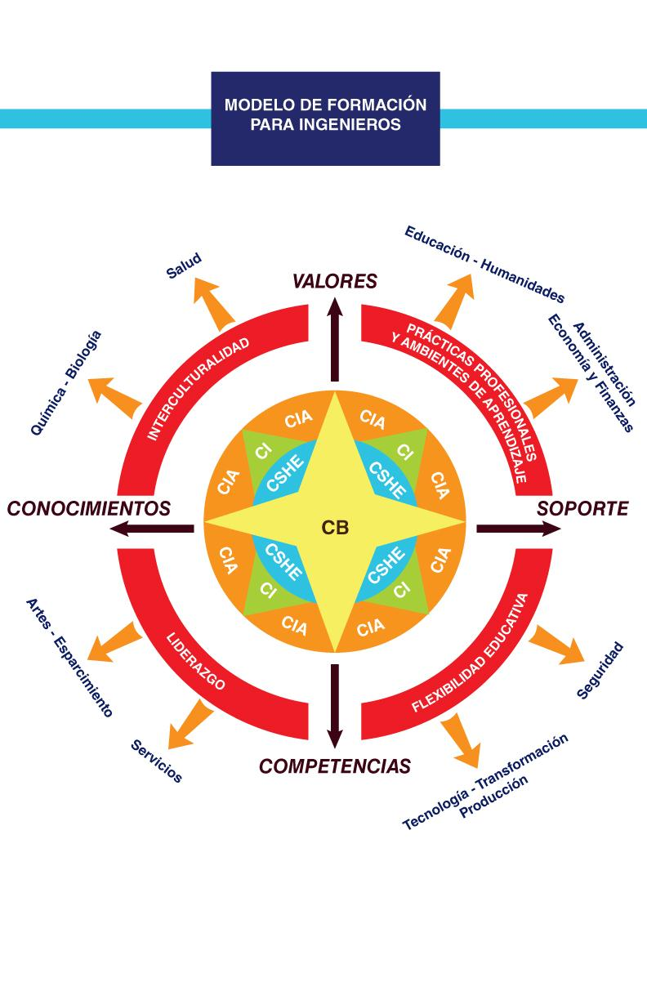 MODELO DE FORMACIÓN
PARA INGENIEROS
Educación - Humanidades
Salud
VALORES
Administración
Economía y Finanzas
Química - Biología
INTERCULTURALIDAD
PRÁCTICAS PROFESIONALES
Y AMBIENTES DE APRENDIZAJE
CIA
CIA
CI
CI
CSHE
CSHE
CIA
CIA
CONOCIMIENTOS
SOPORTE
CB
CIA
CIA
CSHE
CSHE
CI
CI
CIA
CIA
Artes - Esparcimiento
LIDERAZGO
FLEXIBILIDAD EDUCATIVA
Seguridad
Servicios
COMPETENCIAS
Tecnología - Transformación
Producción